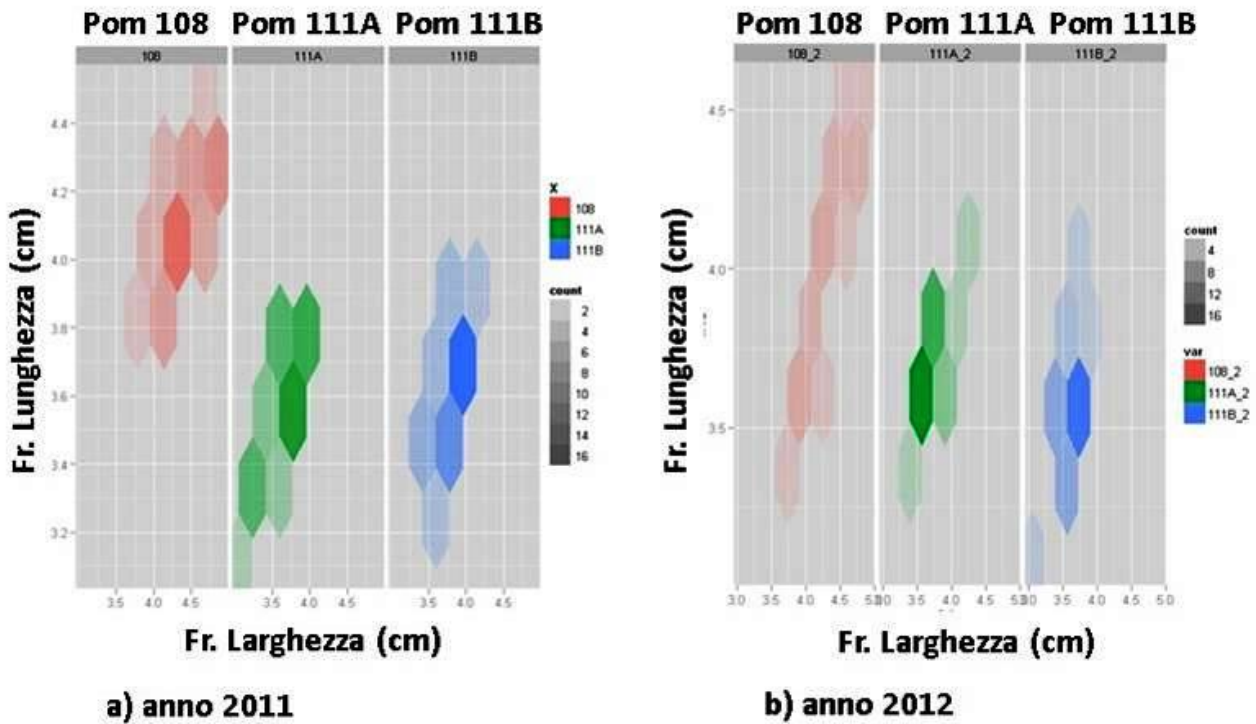 Pom 108 Pom 111A Pom 111B
108 111A 111B
4.4
4.2
4.0
3.8
3.6
3.4
3.2
3.5 4.0 4.5 3.5 4.0 4.5 3.5 4.0 4.5
Fr. Lunghezza (cm)
Fr. Larghezza (cm)
X
108
111A
111B
count
2
4
6
8
10
12
14
16
a) anno 2011
Pom 108 Pom 111A Pom 111B
108_2 111A_2 111B_2
4.5
4.0
3.5
3.0 3.5 4.0 4.5 3.5 4.0 4.5 3.5 4.0 4.5 5.0
Fr. Lunghezza (cm)
Fr. Larghezza (cm)
count
4
8
12
16
var
108_2
111A_2
111B_2
b) anno 2012